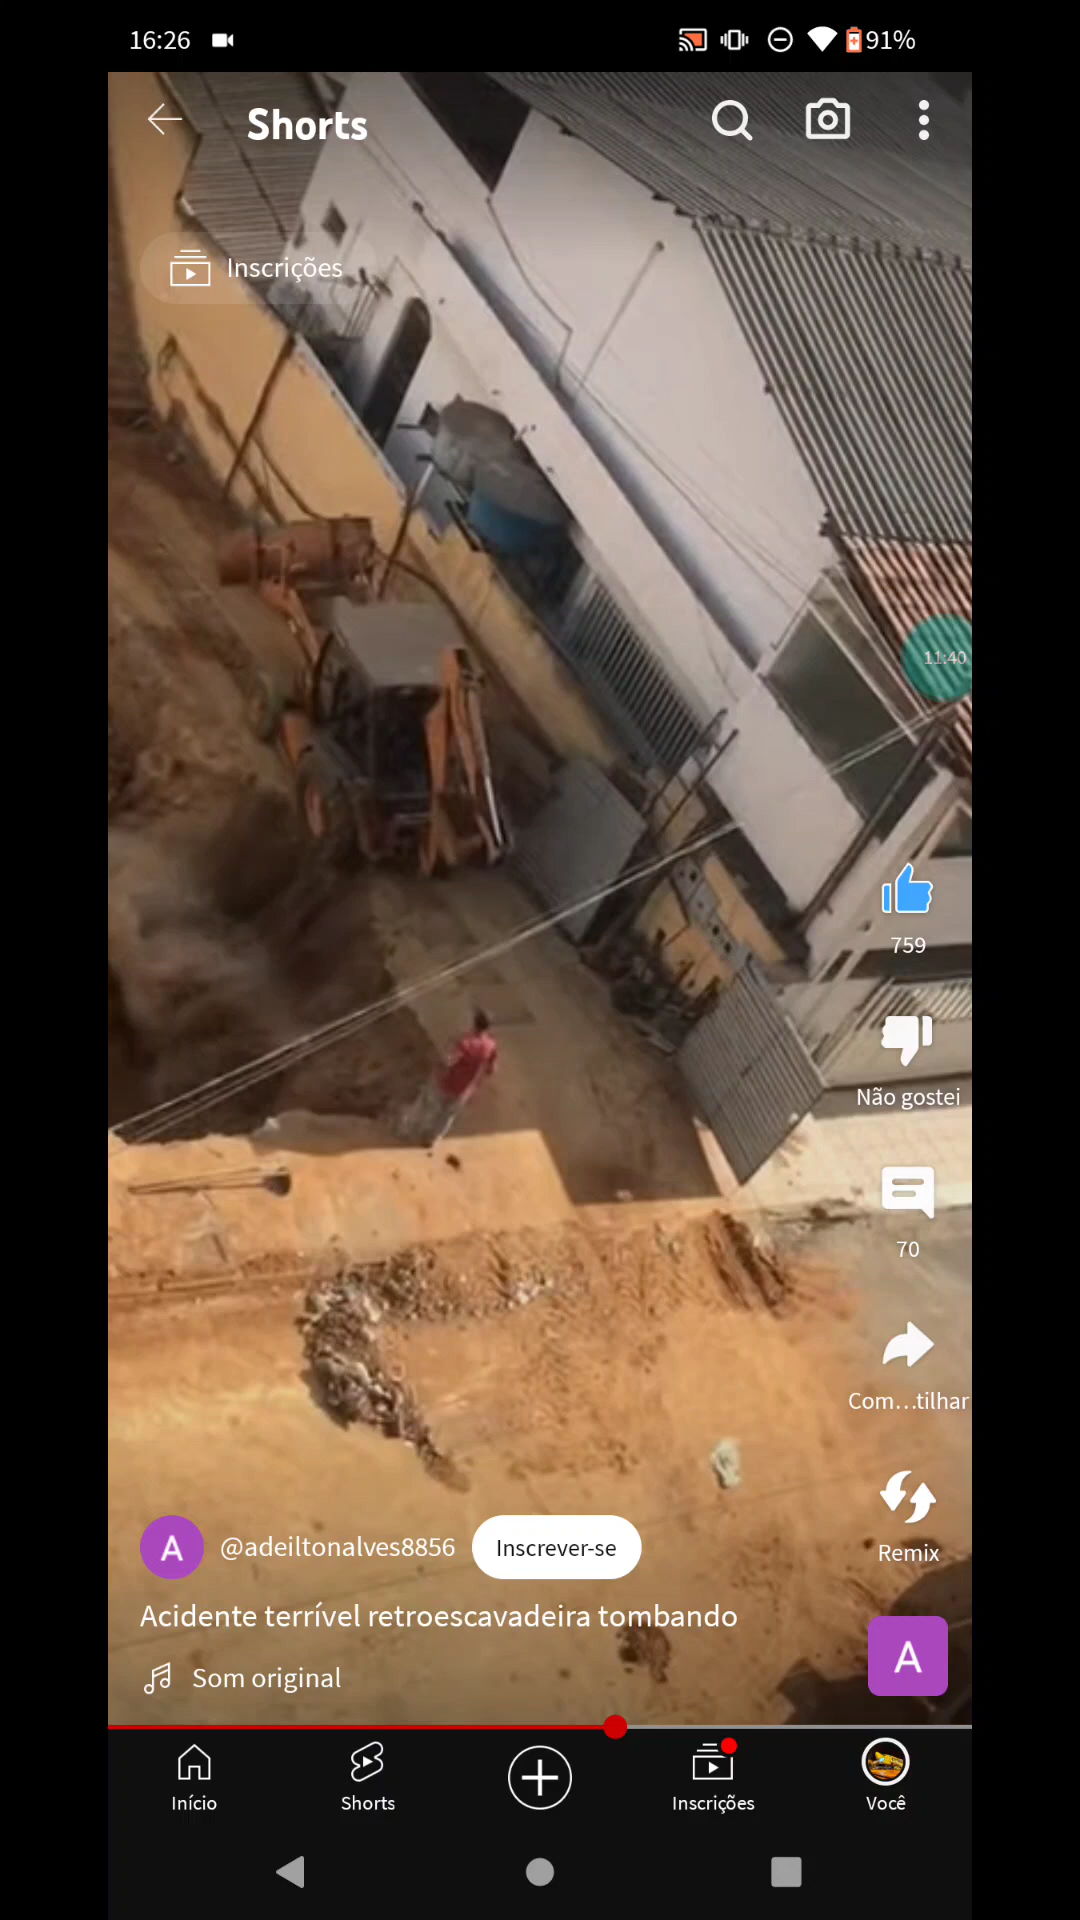 16:26
91%
Shorts
Inscrições
11:40
759
Não gostei
70
Com...tilhar
Remix
A @adeiltonalves8856 Inscrever-se
Acidente terrível retroescavadeira tombando
A
Som original
Início
Shorts
Inscrições
Você